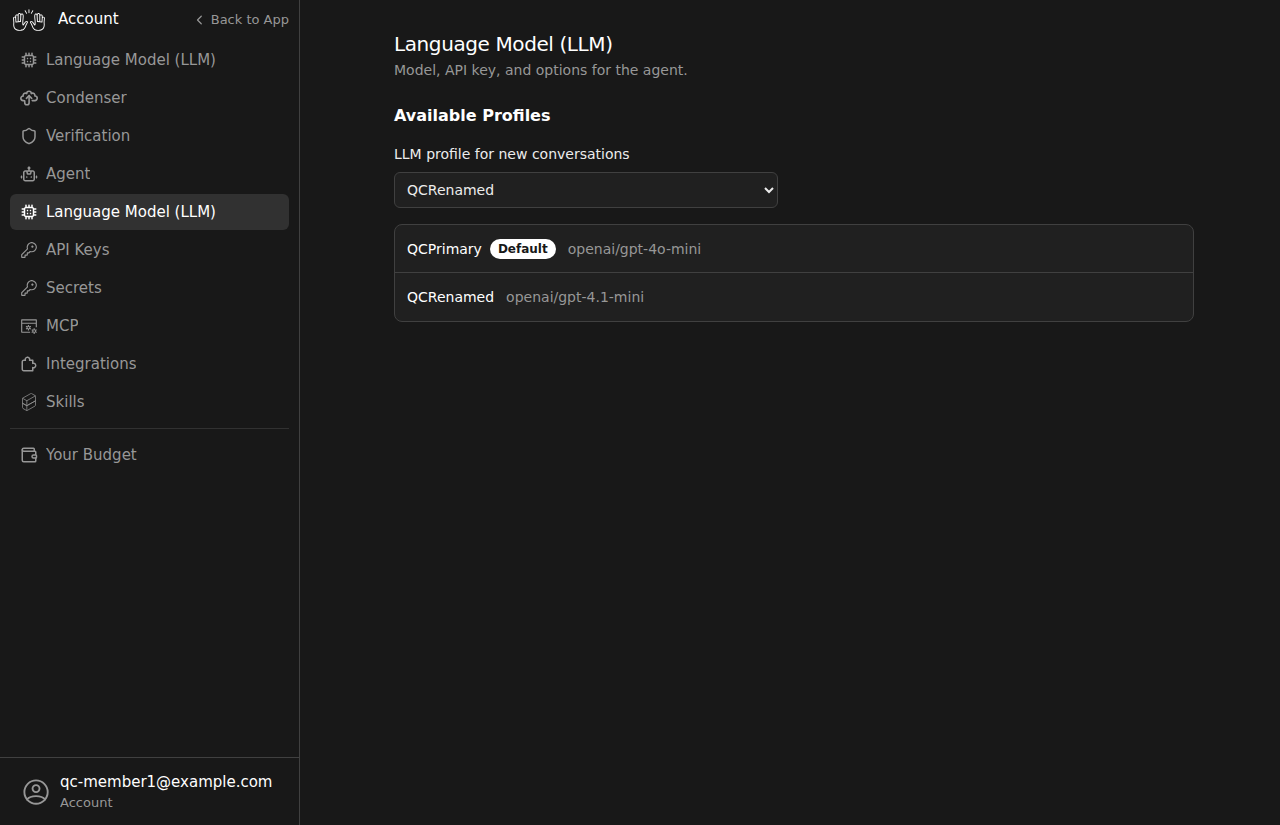 Account
Back to App
Language Model (LLM)
Condenser
Verification
Agent
Language Model (LLM)
API Keys
Secrets
MCP
Integrations
Skills
Your Budget
qc-member1@example.com
Account
Language Model (LLM)
Model, API key, and options for the agent.
Available Profiles
LLM profile for new conversations
QCRenamed
QCPrimary Default openai/gpt-4o-mini
QCRenamed openai/gpt-4.1-mini